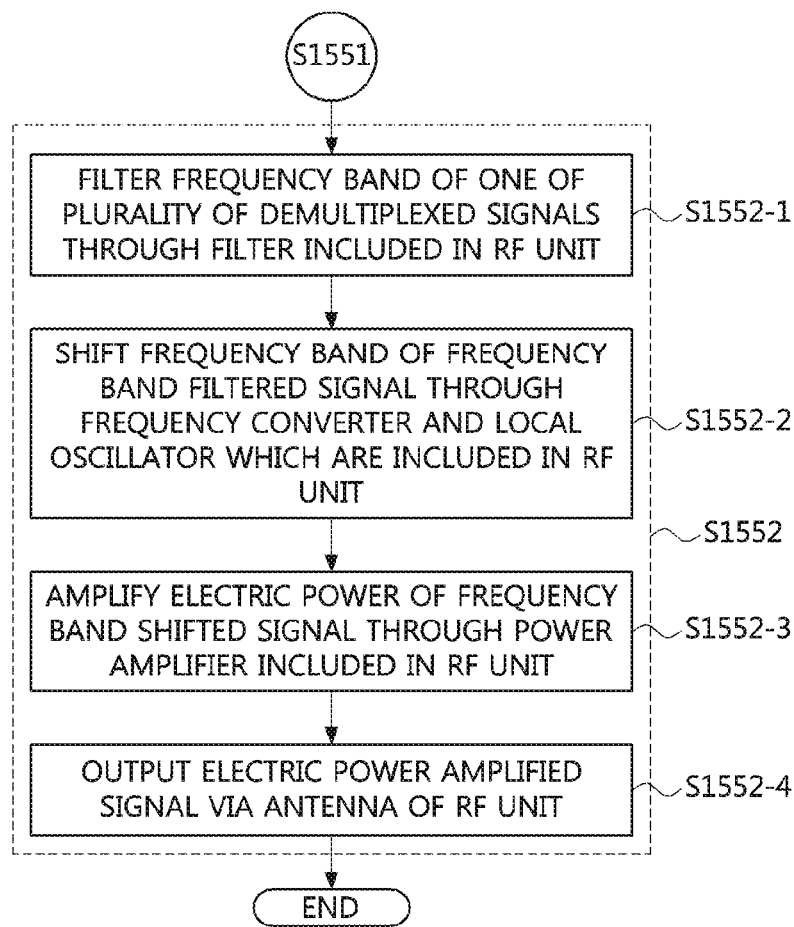 S1551
FILTER FREQUENCY BAND OF ONE OF
PLURALITY OF DEMULTIPLEXED SIGNALS
THROUGH FILTER INCLUDED IN RF UNIT
S1552-1
SHIFT FREQUENCY BAND OF FREQUENCY
BAND FILTERED SIGNAL THROUGH
FREQUENCY CONVERTER AND LOCAL
OSCILLATOR WHICH ARE INCLUDED IN RF
UNIT
S1552-2
S1552
AMPLIFY ELECTRIC POWER OF FREQUENCY
BAND SHIFTED SIGNAL THROUGH POWER
AMPLIFIER INCLUDED IN RF UNIT
S1552-3
OUTPUT ELECTRIC POWER AMPLIFIED
SIGNAL VIA ANTENNA OF RF UNIT
S1552-4
END